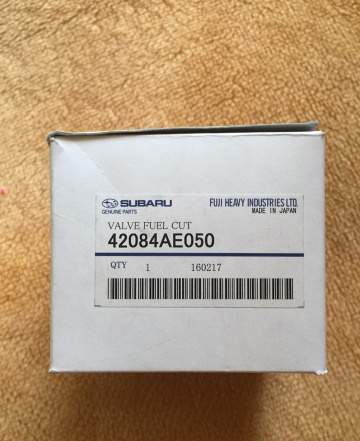 SUBARU FUJI HEAVY INDUSTRIES LTD.
GENUINE PARTS MADE IN JAPAN
VALVE,FUEL CUT
42084AE050
QTY 1 160217